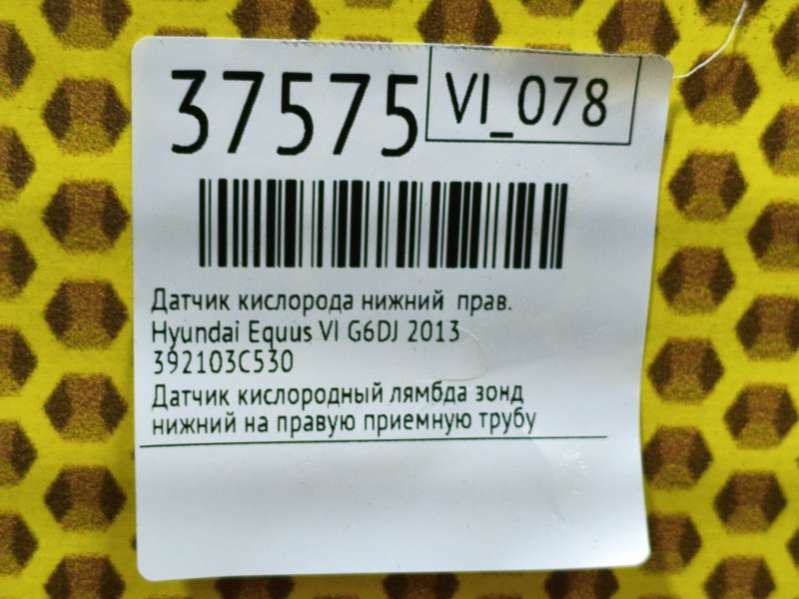 37575
VI_078
Датчик кислорода нижний прав.
Hyundai Equus VI G6DJ 2013
392103C530
Датчик кислородный лямбда зонд
нижний на правую приемную трубу